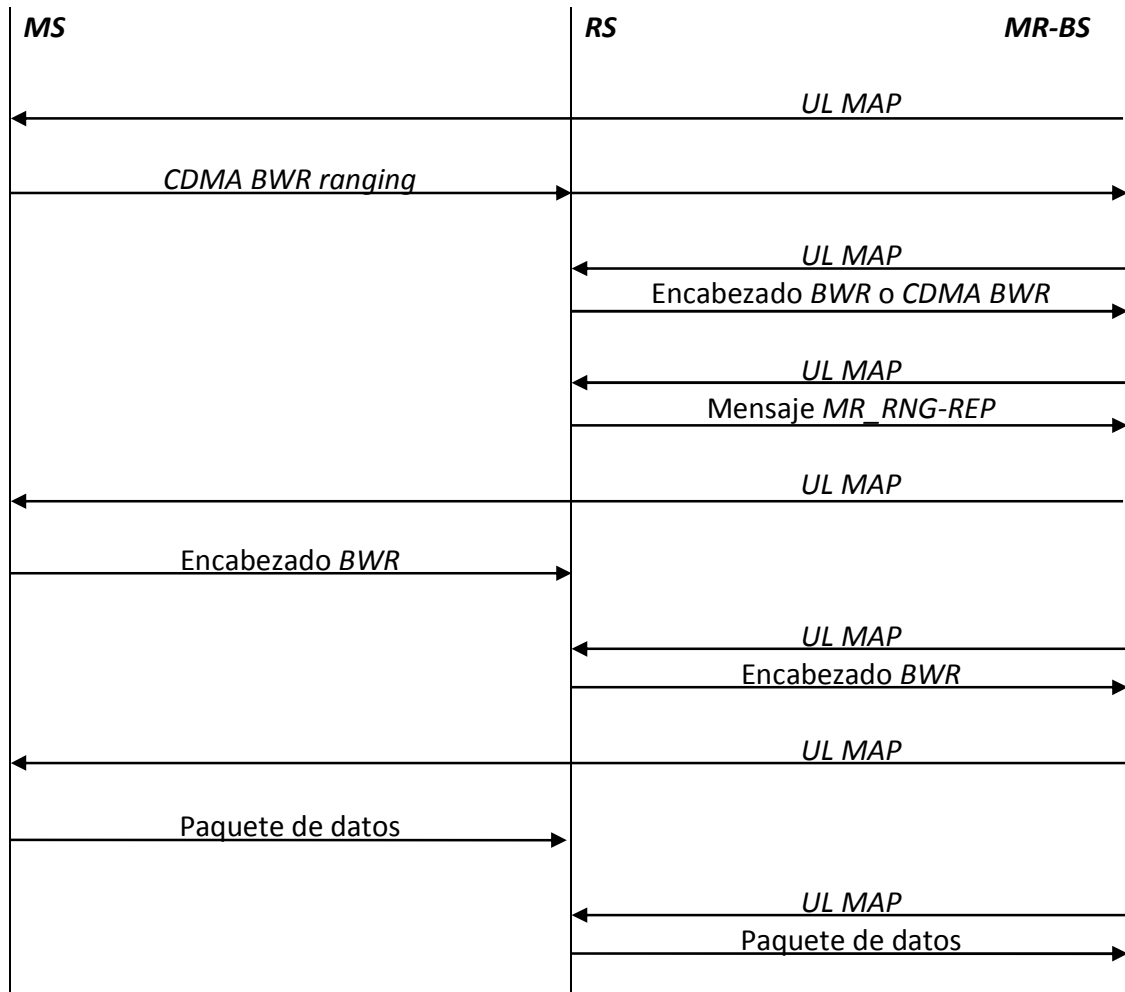 MS RS MR-BS
UL MAP
CDMA BWR ranging
UL MAP
Encabezado BWR o CDMA BWR
UL MAP
Mensaje MR_RNG-REP
UL MAP
Encabezado BWR
UL MAP
Encabezado BWR
UL MAP
Paquete de datos
UL MAP
Paquete de datos